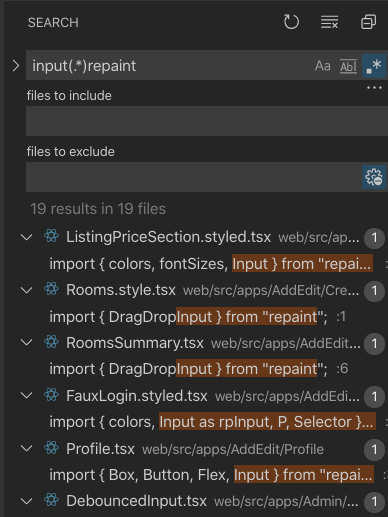 SEARCH
input(.*)repaint
Aa Abl .*
files to include
...
files to exclude
19 results in 19 files
ListingPriceSection.styled.tsx web/src/ap... 1
import { colors, fontSizes, Input } from "repai... :
Rooms.style.tsx web/src/apps/AddEdit/Cre... 1
import { DragDropInput } from "repaint"; :1
RoomsSummary.tsx web/src/apps/AddEdit... 1
import { DragDropInput } from "repaint"; :6
FauxLogin.styled.tsx web/src/apps/AddEdi... 1
import { colors, Input as rpInput, P, Selector }... :
Profile.tsx web/src/apps/AddEdit/Profile 1
import { Box, Button, Flex, Input } from "repai... :
DebouncedInput.tsx web/src/apps/Admin/... 1